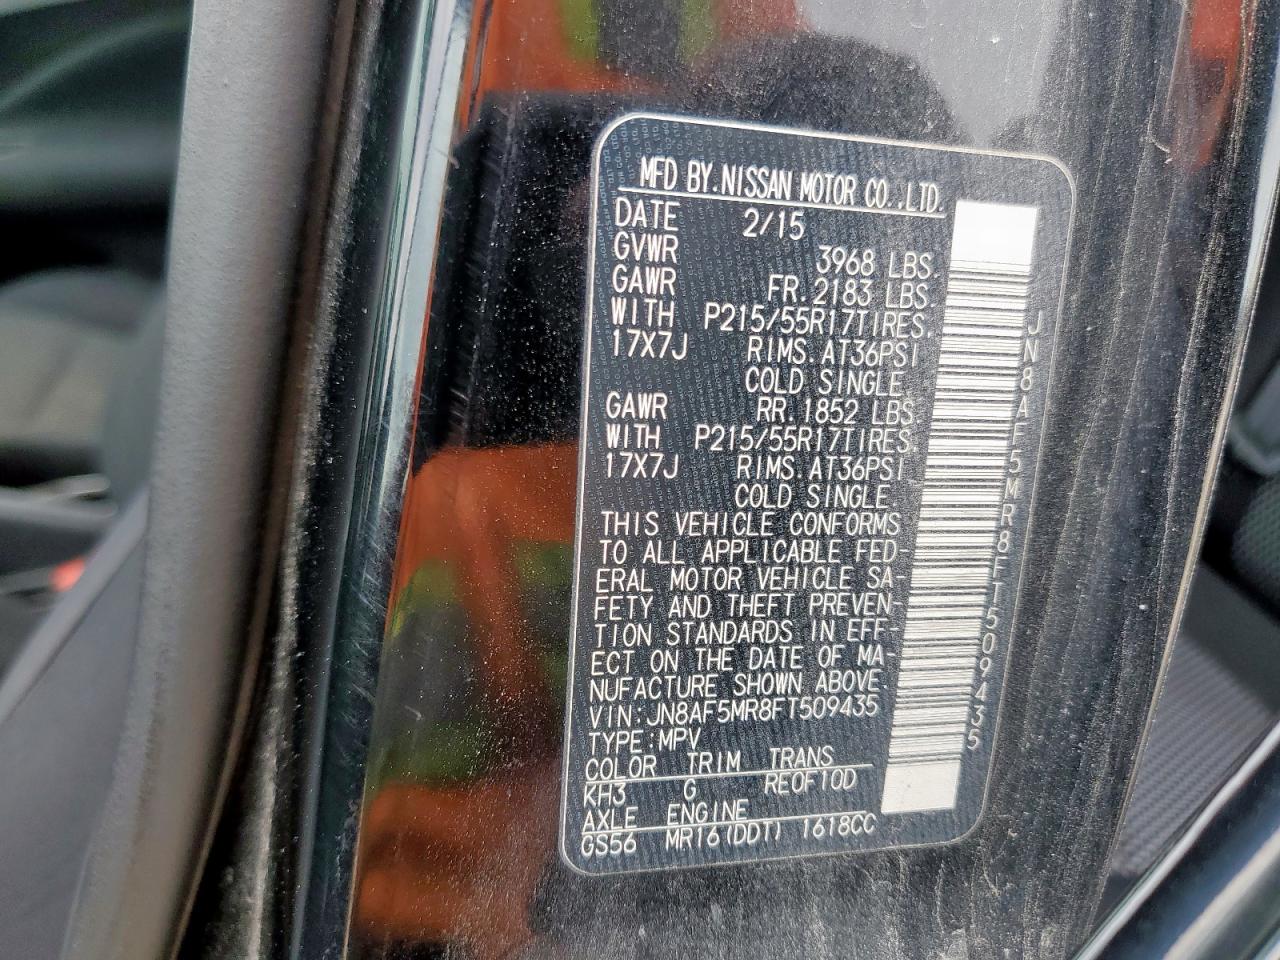 MFD BY.NISSAN MOTOR CO.,LTD.
DATE 2/15
GVWR 3968 LBS.
GAWR FR.2183 LBS.
WITH P215/55R17TIRES.
17X7J RIMS.AT36PSI
COLD SINGLE
GAWR RR.1852 LBS
WITH P215/55R17TIRES.
17X7J RIMS.AT36PSI
COLD SINGLE
THIS VEHICLE CONFORMS
TO ALL APPLICABLE FED-
ERAL MOTOR VEHICLE SA-
FETY AND THEFT PREVEN-
TION STANDARDS IN EFF-
ECT ON THE DATE OF MA-
NUFACTURE SHOWN ABOVE.
VIN:JN8AF5MR8FT509435
TYPE:MPV
COLOR TRIM TRANS
KH3 G RE0F10D
AXLE ENGINE
GS56 MR16(DDT) 1618CC
JN8AF5MR8FT509435